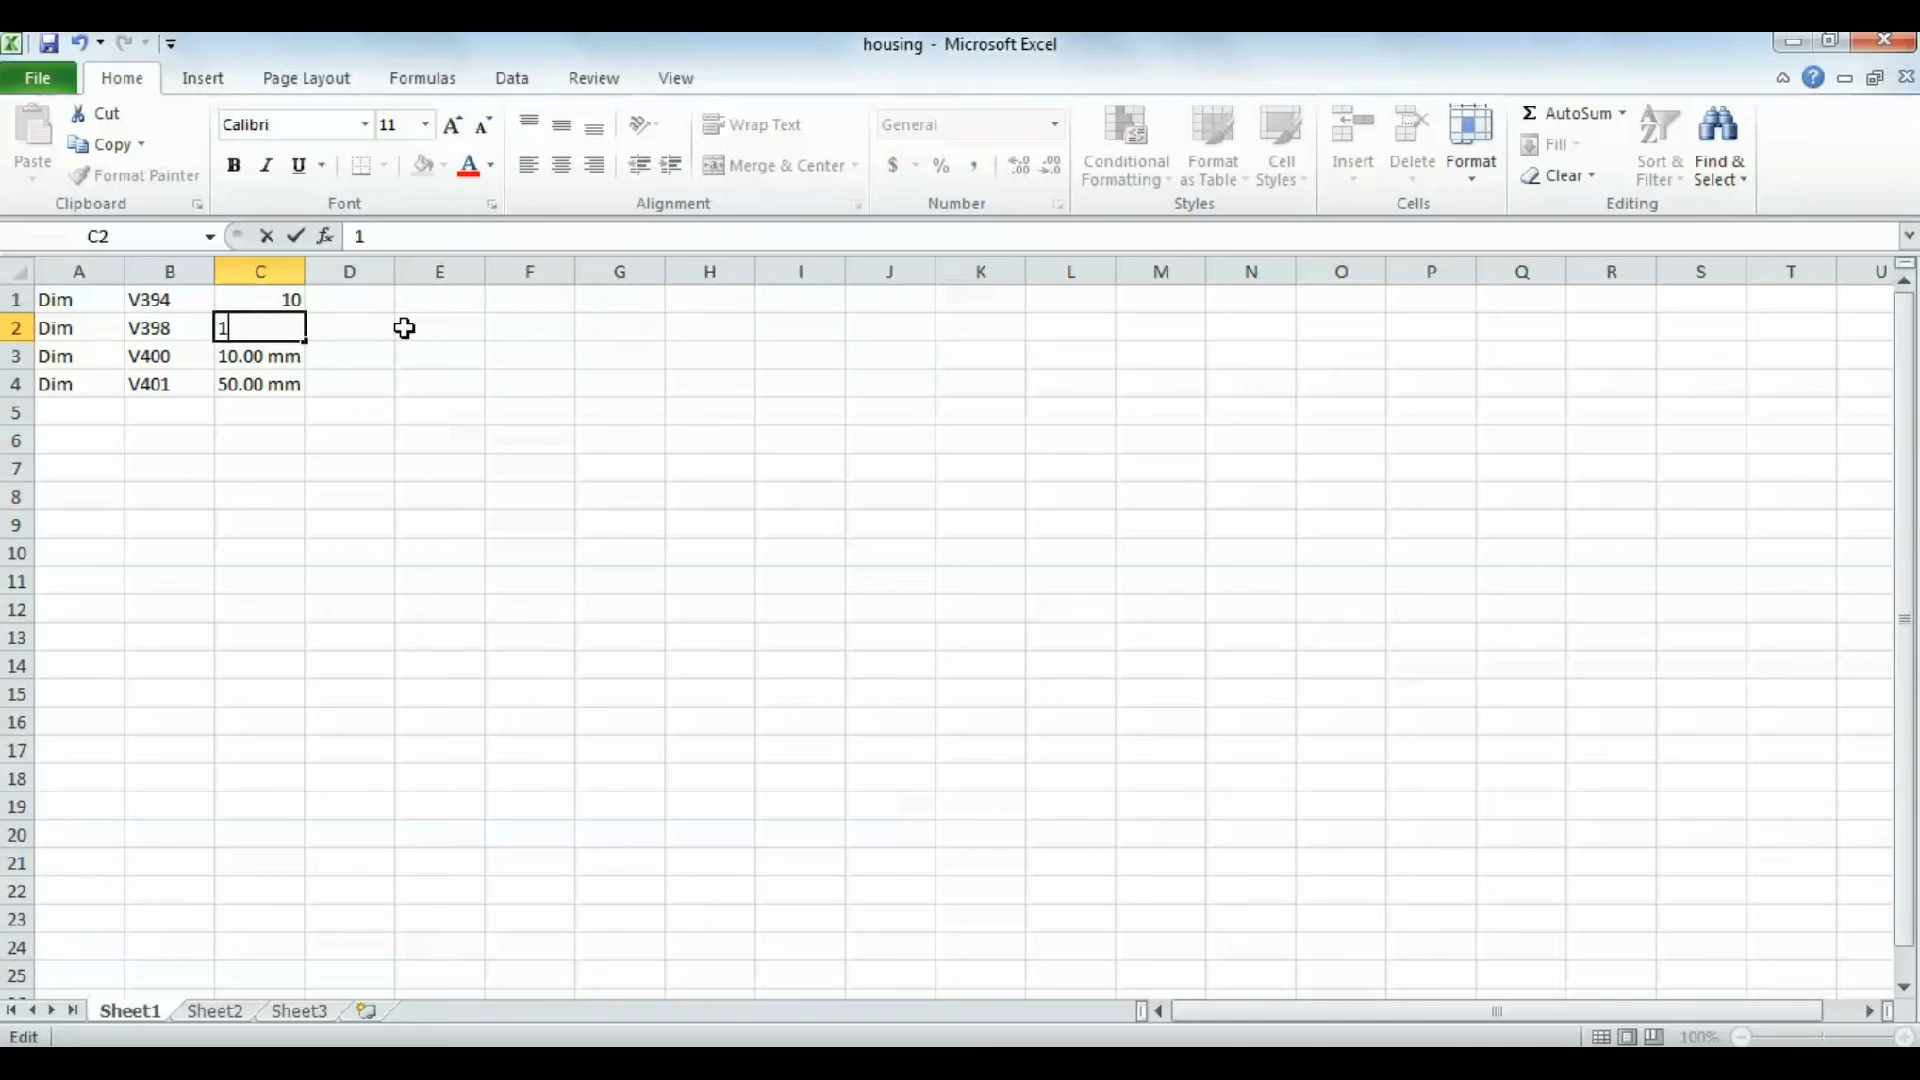 housing - Microsoft Excel
File Home Insert Page Layout Formulas Data Review View
Paste Cut Copy Format Painter Clipboard
Calibri 11 B I U A Font
Wrap Text Merge & Center Alignment
General $ % , .00 .00 Number
Conditional Formatting Format as Table Cell Styles Styles
Insert Delete Format Cells
Σ AutoSum Fill Clear Sort & Filter Find & Select Editing
C2 fx 1
A B C D E F G H I J K L M N O P Q R S T U
1 Dim V394 10
2 Dim V398 1
3 Dim V400 10.00 mm
4 Dim V401 50.00 mm
5
6
7
8
9
10
11
12
13
14
15
16
17
18
19
20
21
22
23
24
25
Sheet1 Sheet2 Sheet3
Edit 100%